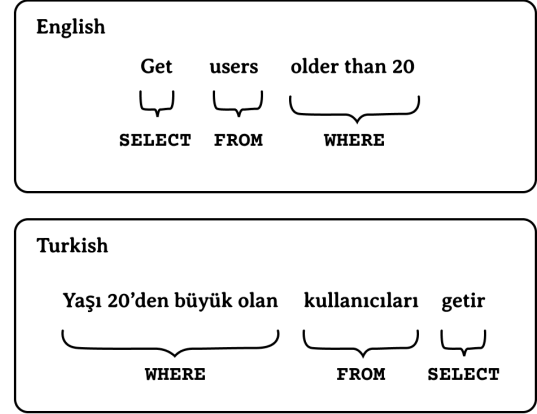 English
Get users older than 20
SELECT FROM WHERE
Turkish
Yaşı 20’den büyük olan kullanıcıları getir
WHERE FROM SELECT